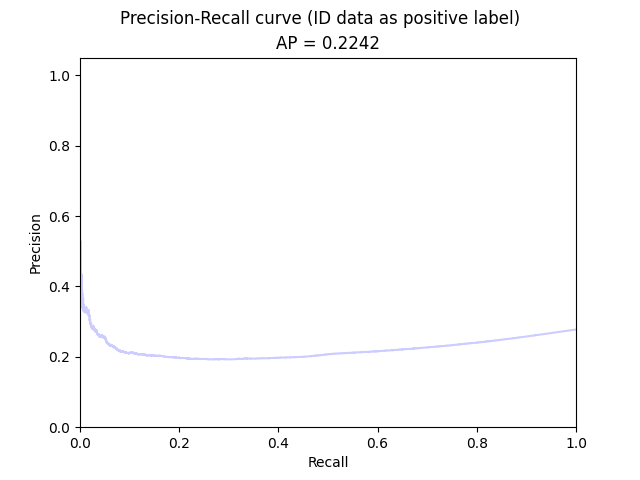 Precision-Recall curve (ID data as positive label)
AP = 0.2242
1.0
0.8
0.6
0.4
0.2
0.0
Precision
0.0 0.2 0.4 0.6 0.8 1.0
Recall